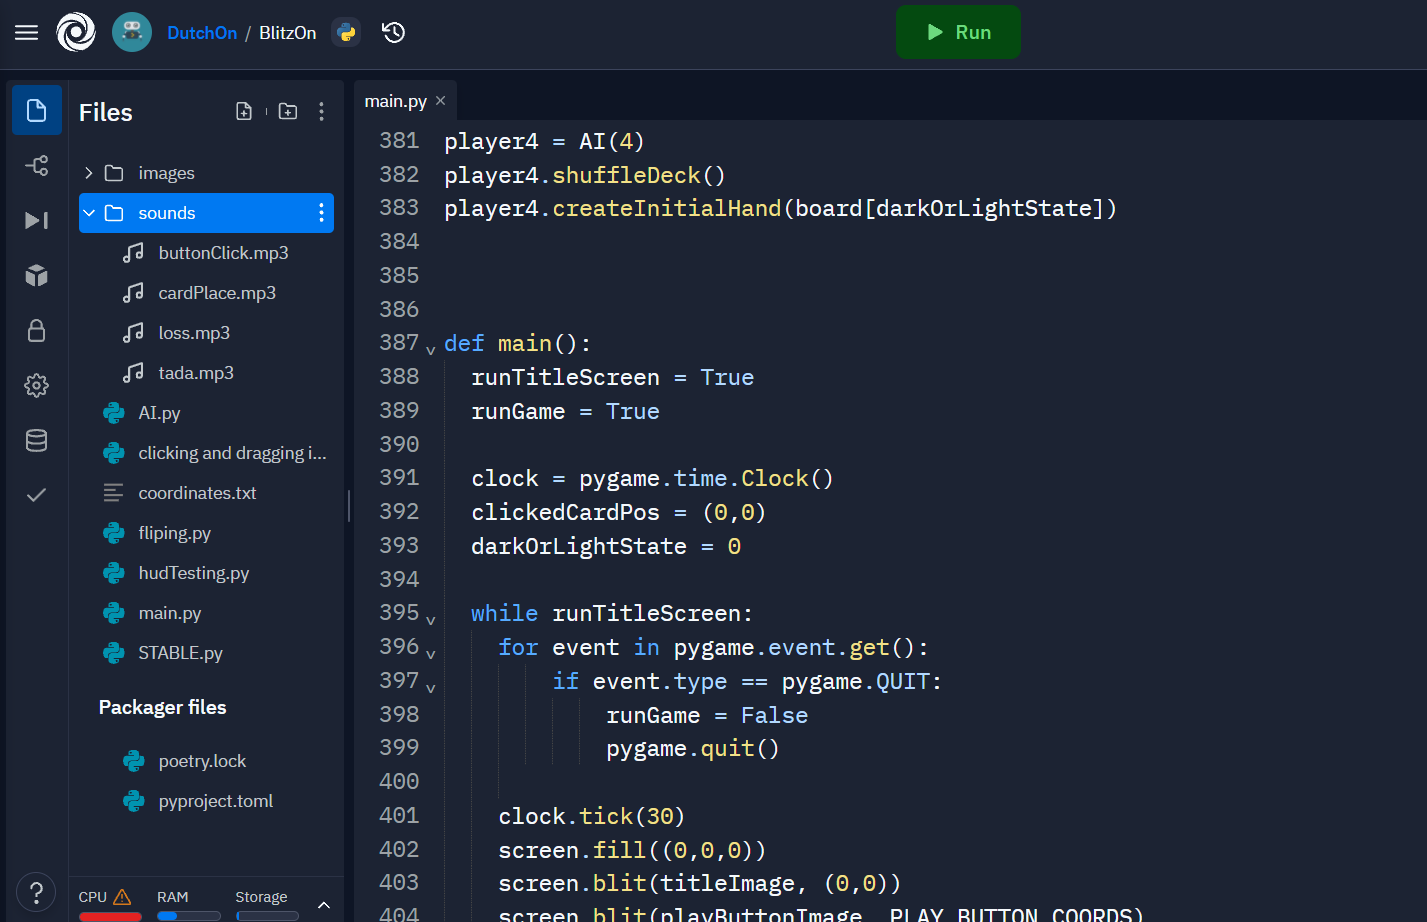 DutchOn / BlitzOn
Run
Files
images
sounds
buttonClick.mp3
cardPlace.mp3
loss.mp3
tada.mp3
AI.py
clicking and dragging i...
coordinates.txt
fliping.py
hudTesting.py
main.py
STABLE.py
Packager files
poetry.lock
pyproject.toml
?
CPU RAM Storage
main.py ×
381 player4 = AI(4)
382 player4.shuffleDeck()
383 player4.createInitialHand(board[darkOrLightState])
384
385
386
387 def main():
388 runTitleScreen = True
389 runGame = True
390
391 clock = pygame.time.Clock()
392 clickedCardPos = (0,0)
393 darkOrLightState = 0
394
395 while runTitleScreen:
396 for event in pygame.event.get():
397 if event.type == pygame.QUIT:
398 runGame = False
399 pygame.quit()
400
401 clock.tick(30)
402 screen.fill((0,0,0))
403 screen.blit(titleImage, (0,0))
404 screen.blit(playButtonImage, PLAY_BUTTON_COORDS)